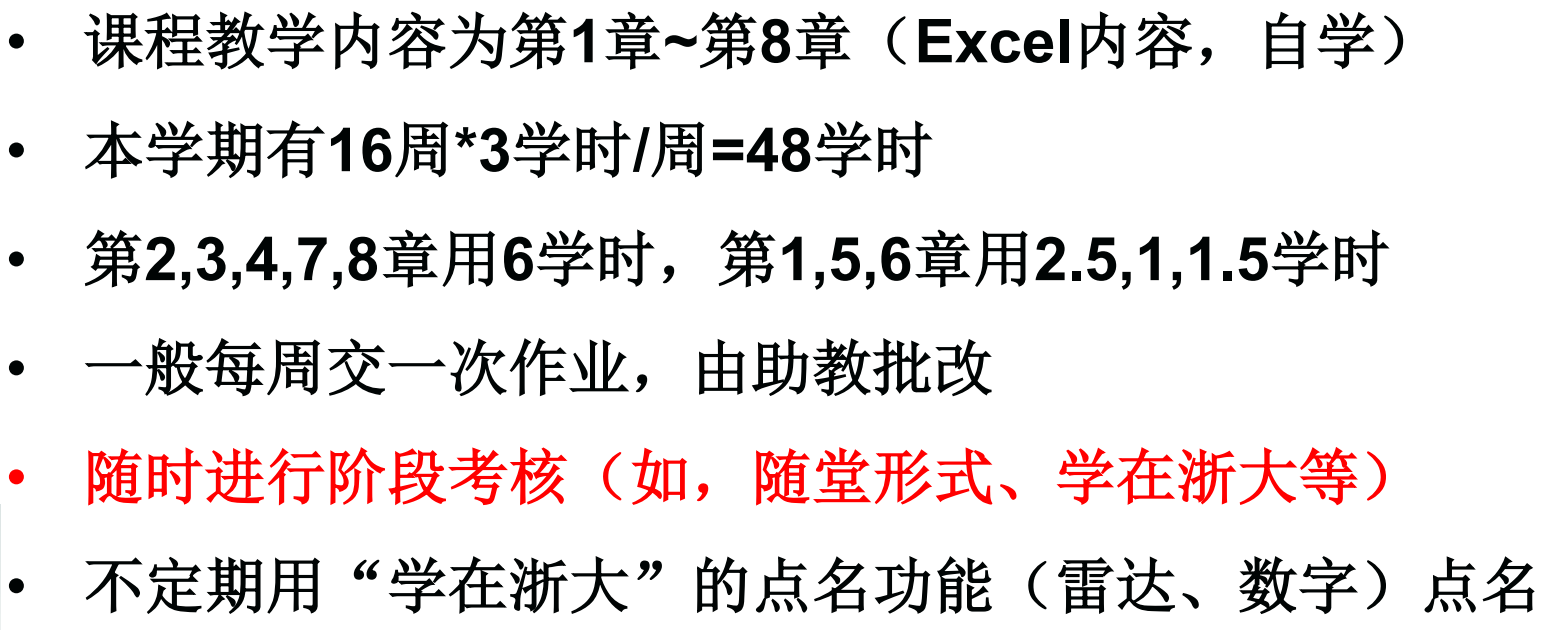 • 课程教学内容为第1章~第8章（Excel内容，自学）
• 本学期有16周*3学时/周=48学时
• 第2,3,4,7,8章用6学时，第1,5,6章用2.5,1,1.5学时
• 一般每周交一次作业，由助教批改
• 随时进行阶段考核（如，随堂形式、学在浙大等）
• 不定期用“学在浙大”的点名功能（雷达、数字）点名